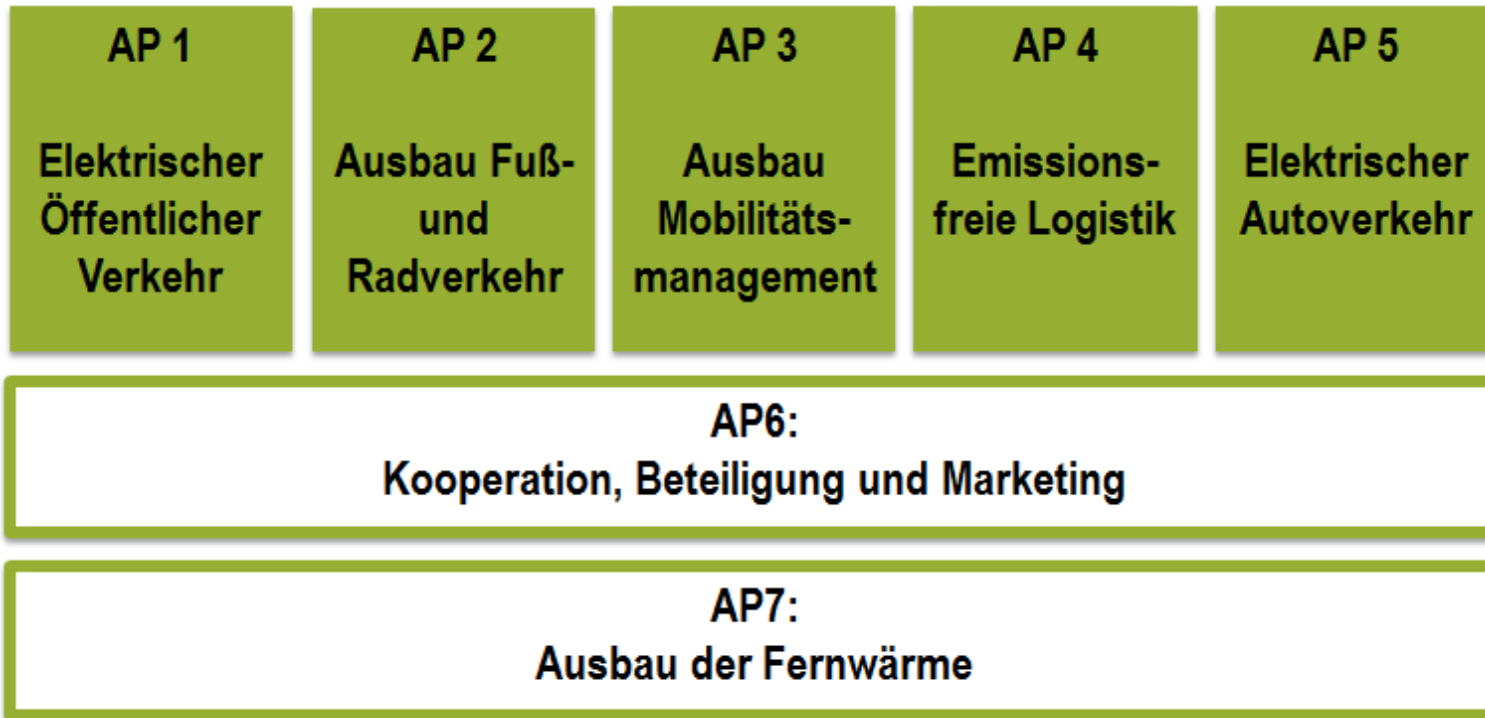 AP 1
Elektrischer
Öffentlicher
Verkehr
AP 2
Ausbau Fuß-
und
Radverkehr
AP 3
Ausbau
Mobilitäts-
management
AP 4
Emissions-
freie Logistik
AP 5
Elektrischer
Autoverkehr
AP6:
Kooperation, Beteiligung und Marketing
AP7:
Ausbau der Fernwärme